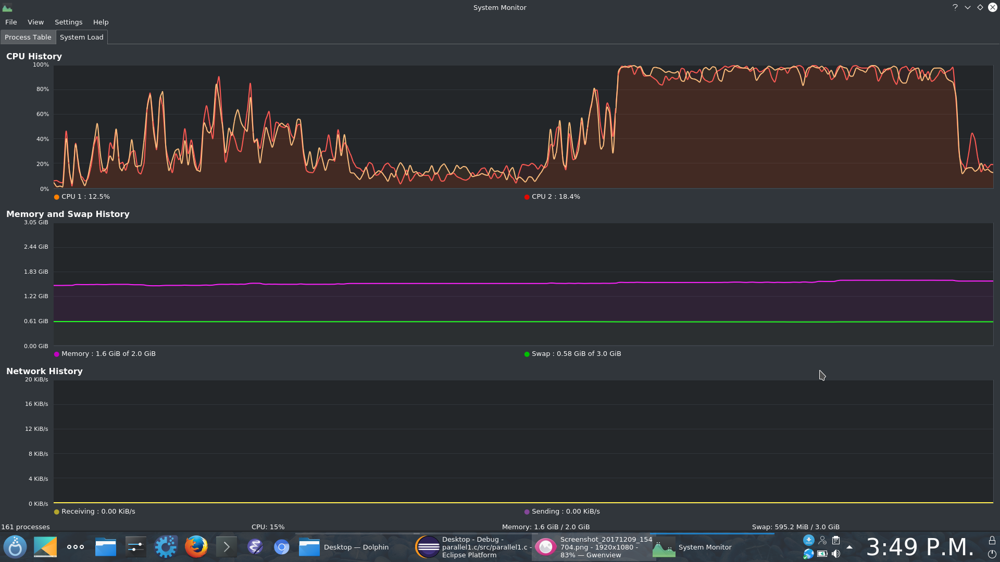 System Monitor
?
File View Settings Help
Process Table System Load
CPU History
100%
80%
60%
40%
20%
0%
CPU 1 : 12.5% CPU 2 : 18.4%
Memory and Swap History
3.05 GiB
2.44 GiB
1.83 GiB
1.22 GiB
0.61 GiB
0.00 GiB
Memory : 1.6 GiB of 2.0 GiB Swap : 0.58 GiB of 3.0 GiB
Network History
20 KiB/s
16 KiB/s
12 KiB/s
8 KiB/s
4 KiB/s
0 KiB/s
Receiving : 0.00 KiB/s Sending : 0.00 KiB/s
161 processes CPU: 15% Memory: 1.6 GiB / 2.0 GiB Swap: 595.2 MiB / 3.0 GiB
Desktop — Dolphin
Desktop - Debug -
parallel1.c/src/parallel1.c -
Eclipse Platform
Screenshot_20171209_154
704.png - 1920x1080 -
83% — Gwenview
System Monitor
3:49 P.M.